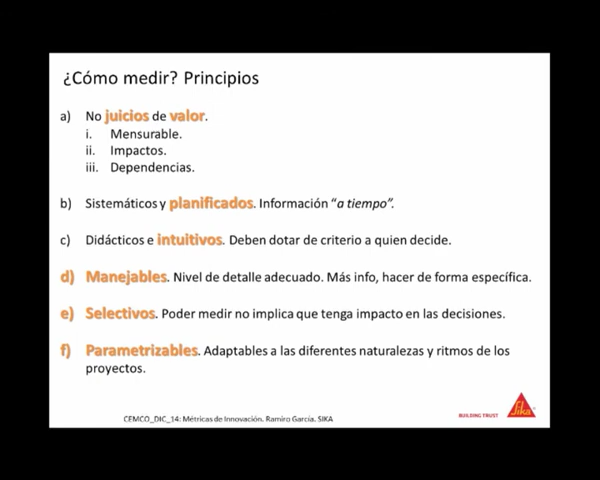 ¿Cómo medir? Principios
a) No juicios de valor.
i. Mensurable.
ii. Impactos.
iii. Dependencias.
b) Sistemáticos y planificados. Información “a tiempo”.
c) Didácticos e intuitivos. Deben dotar de criterio a quien decide.
d) Manejables. Nivel de detalle adecuado. Más info, hacer de forma específica.
e) Selectivos. Poder medir no implica que tenga impacto en las decisiones.
f) Parametrizables. Adaptables a las diferentes naturalezas y ritmos de los
proyectos.
CEMCO_DIC_14: Métricas de Innovación. Ramiro García. SIKA
BUILDING TRUST
Sika